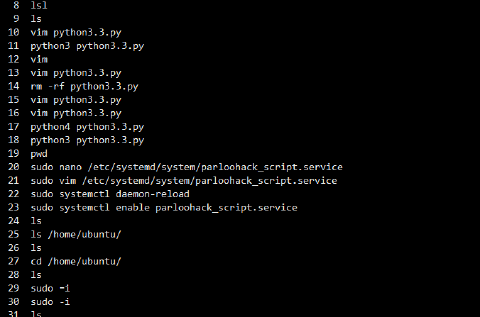 8 lsl
9 ls
10 vim python3.3.py
11 python3 python3.3.py
12 vim
13 vim python3.3.py
14 rm -rf python3.3.py
15 vim python3.3.py
16 vim python3.3.py
17 python4 python3.3.py
18 python3 python3.3.py
19 pwd
20 sudo nano /etc/systemd/system/parloohack_script.service
21 sudo vim /etc/systemd/system/parloohack_script.service
22 sudo systemctl daemon-reload
23 sudo systemctl enable parloohack_script.service
24 ls
25 ls /home/ubuntu/
26 ls
27 cd /home/ubuntu/
28 ls
29 sudo =i
30 sudo -i
31 ls